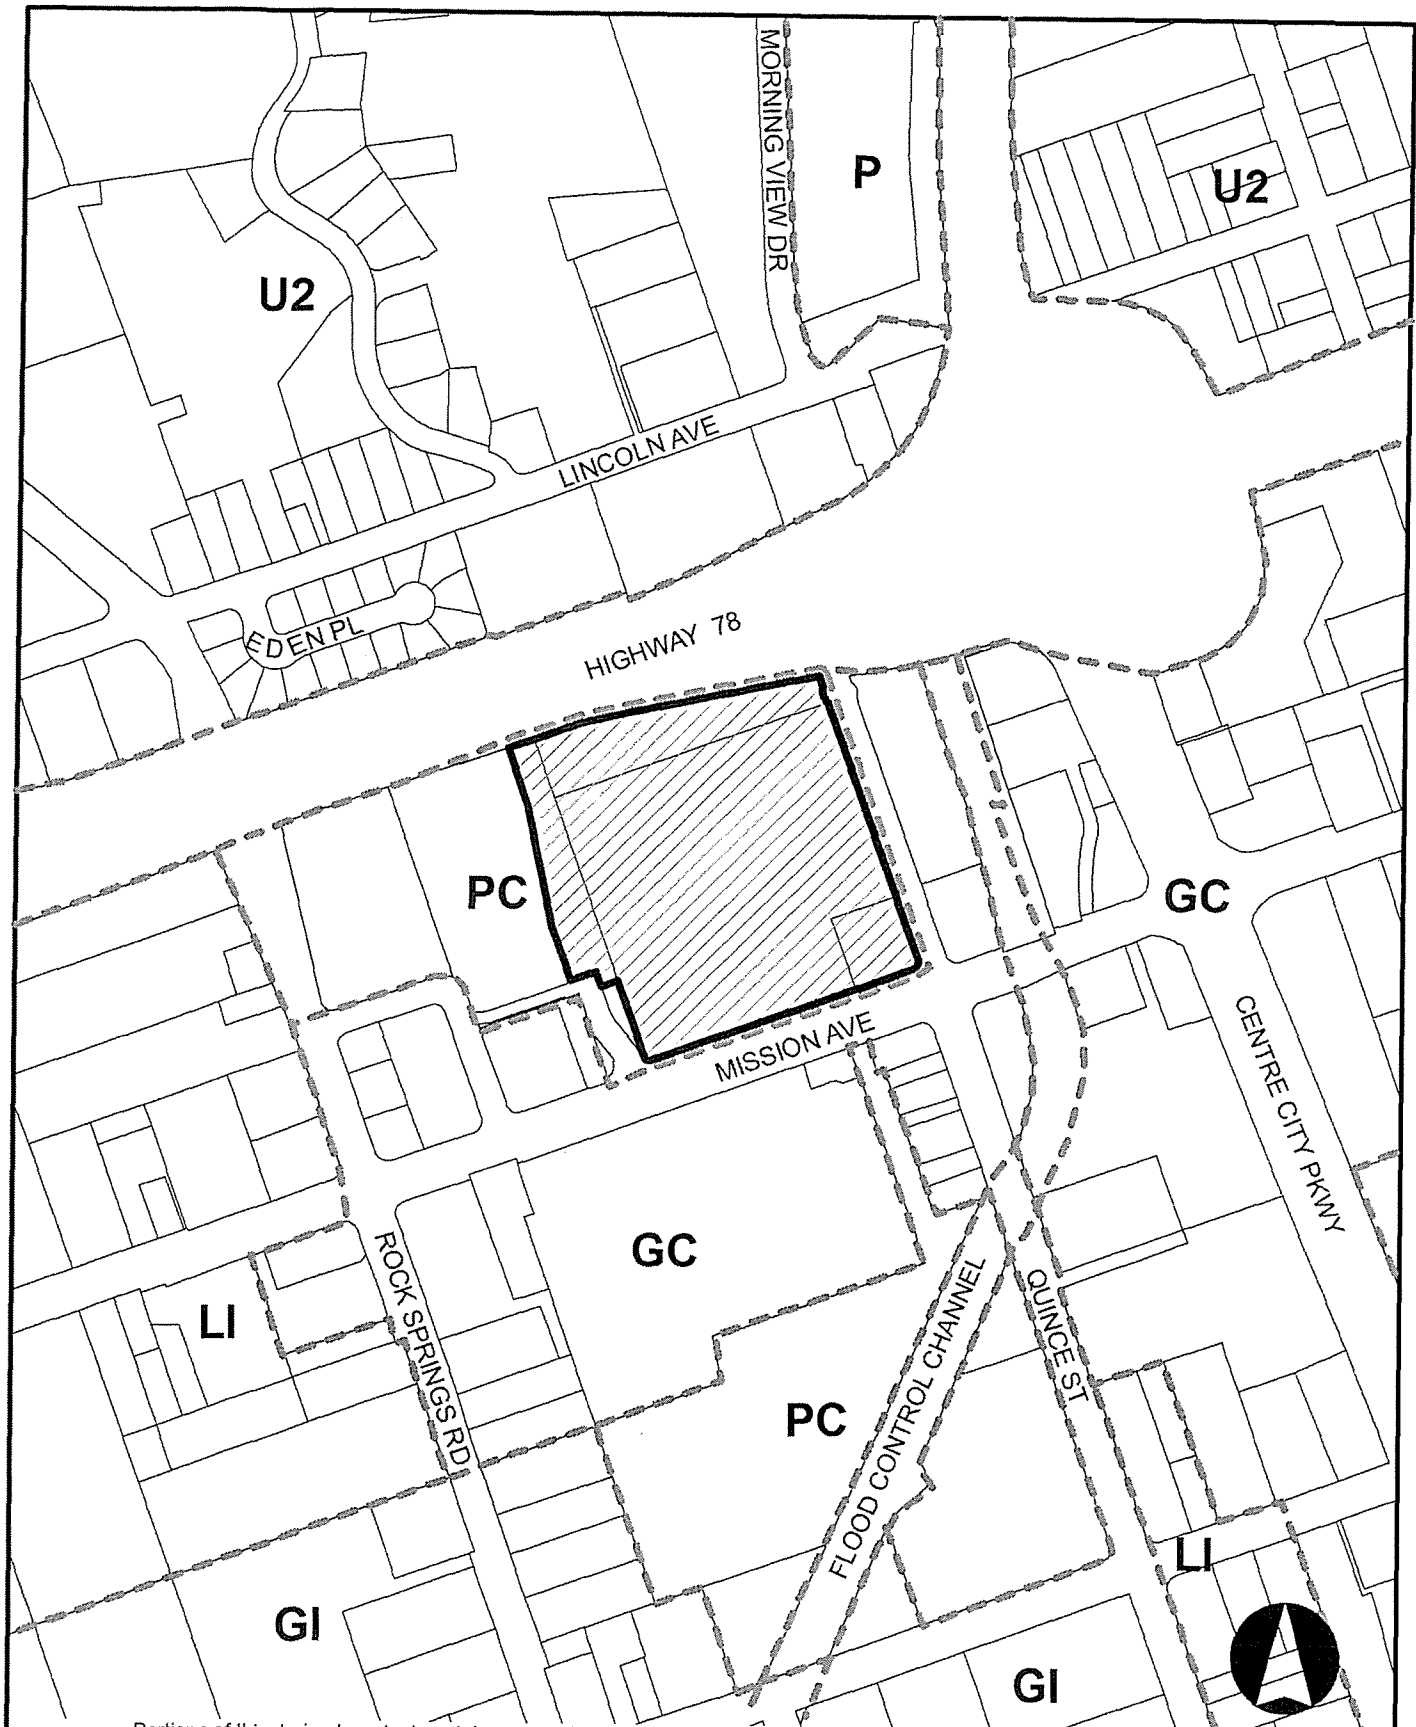 MORNING VIEW DR
P
U2
U2
LINCOLN AVE
EDEN PL
HIGHWAY 78
PC
GC
MISSION AVE
CENTRE CITY PKWY
GC
ROCK SPRINGS RD
LI
FLOOD CONTROL CHANNEL
QUINCE ST
PC
LI
GI
GI